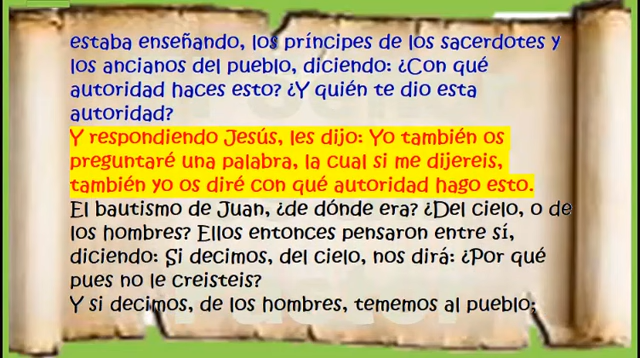 estaba enseñando, los príncipes de los sacerdotes y
los ancianos del pueblo, diciendo: ¿Con qué
autoridad haces esto? ¿Y quién te dio esta
autoridad?
Y respondiendo Jesús, les dijo: Yo también os
preguntaré una palabra, la cual si me dijereis,
también yo os diré con qué autoridad hago esto.
El bautismo de Juan, ¿de dónde era? ¿Del cielo, o de
los hombres? Ellos entonces pensaron entre sí,
diciendo: Si decimos, del cielo, nos dirá: ¿Por qué
pues no le creisteis?
Y si decimos, de los hombres, tememos al pueblo;